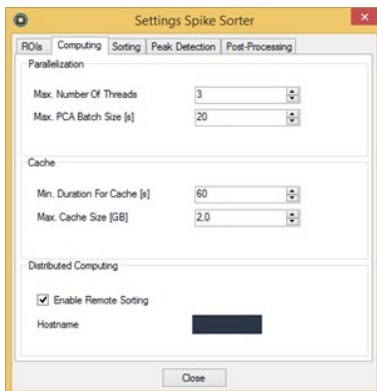 Settings Spike Sorter
ROIs Computing Sorting Peak Detection Post-Processing
Parallelization
Max. Number Of Threads 3
Max. PCA Batch Size [s] 20
Cache
Min. Duration For Cache [s] 60
Max. Cache Size [GB] 2.0
Distributed Computing
Enable Remote Sorting
Hostname
Close